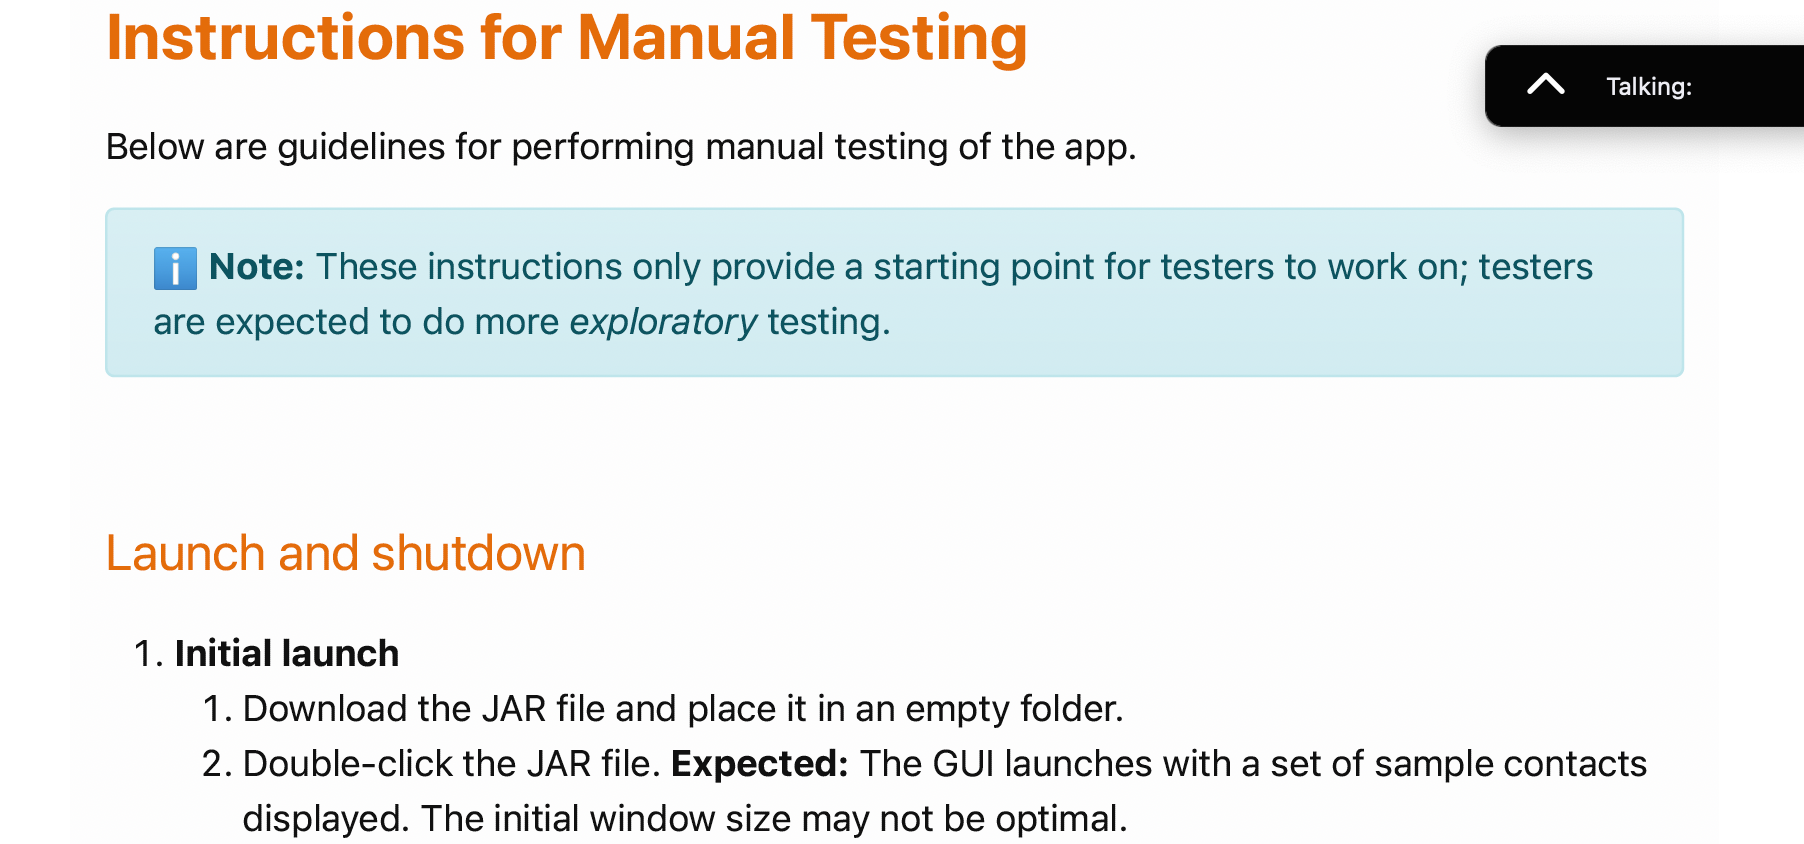 Instructions for Manual Testing
Talking:
Below are guidelines for performing manual testing of the app.
ℹ️ Note: These instructions only provide a starting point for testers to work on; testers
are expected to do more exploratory testing.
Launch and shutdown
1. Initial launch
1. Download the JAR file and place it in an empty folder.
2. Double-click the JAR file. Expected: The GUI launches with a set of sample contacts
displayed. The initial window size may not be optimal.